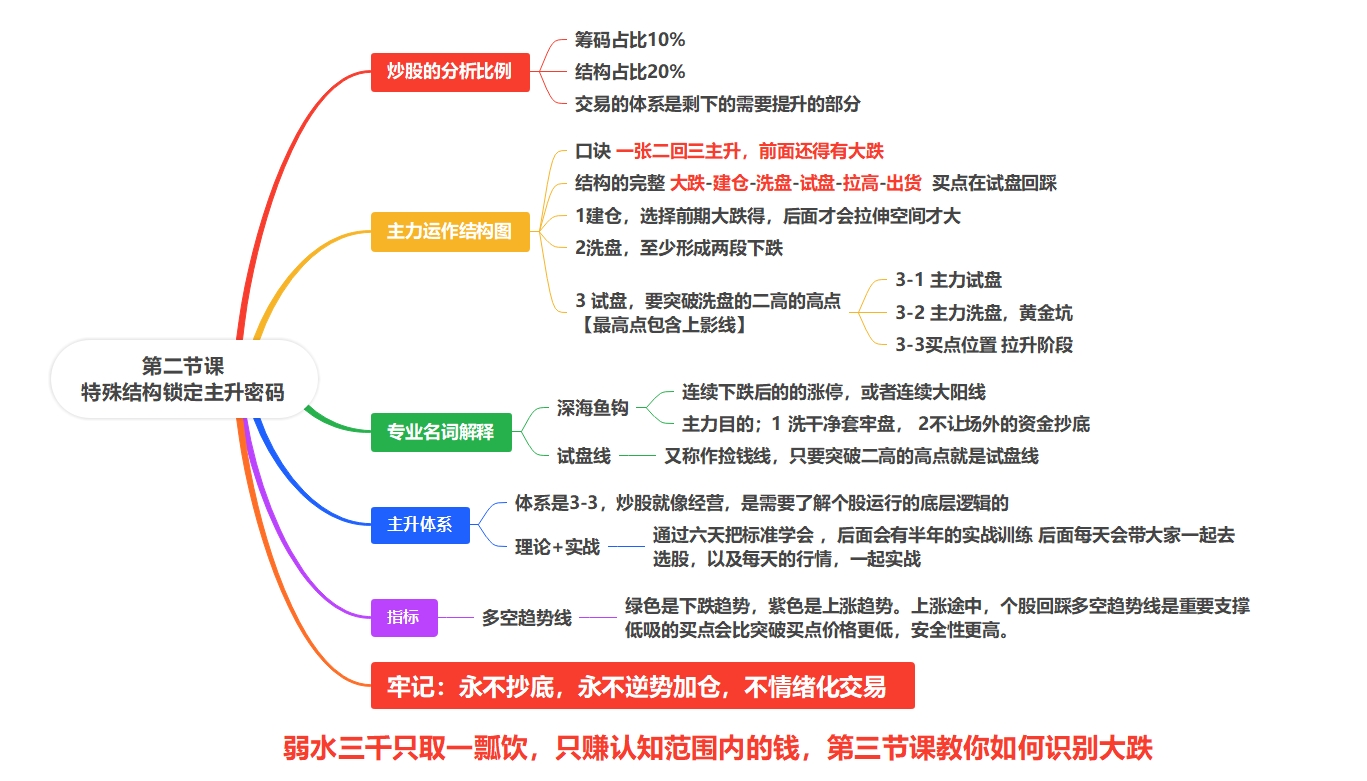 第二节课
特殊结构锁定主升密码
炒股的分析比例
筹码占比10%
结构占比20%
交易的体系是剩下的需要提升的部分
主力运作结构图
口诀 一张二回三主升，前面还得有大跌
结构的完整 大跌-建仓-洗盘-试盘-拉高-出货 买点在试盘回踩
1建仓，选择前期大跌得，后面才会拉伸空间才大
2洗盘，至少形成两段下跌
3 试盘，要突破洗盘的二高的高点
【最高点包含上影线】
3-1 主力试盘
3-2 主力洗盘，黄金坑
3-3买点位置 拉升阶段
专业名词解释
深海鱼钩
连续下跌后的的涨停，或者连续大阳线
主力目的；1 洗干净套牢盘， 2不让场外的资金抄底
试盘线
又称作捡钱线，只要突破二高的高点就是试盘线
主升体系
体系是3-3，炒股就像经营，是需要了解个股运行的底层逻辑的
理论+实战
通过六天把标准学会 ，后面会有半年的实战训练 后面每天会带大家一起去
选股，以及每天的行情，一起实战
指标
多空趋势线
绿色是下跌趋势，紫色是上涨趋势。上涨途中，个股回踩多空趋势线是重要支撑
低吸的买点会比突破买点价格更低，安全性更高。
牢记：永不抄底，永不逆势加仓，不情绪化交易
弱水三千只取一瓢饮，只赚认知范围内的钱，第三节课教你如何识别大跌